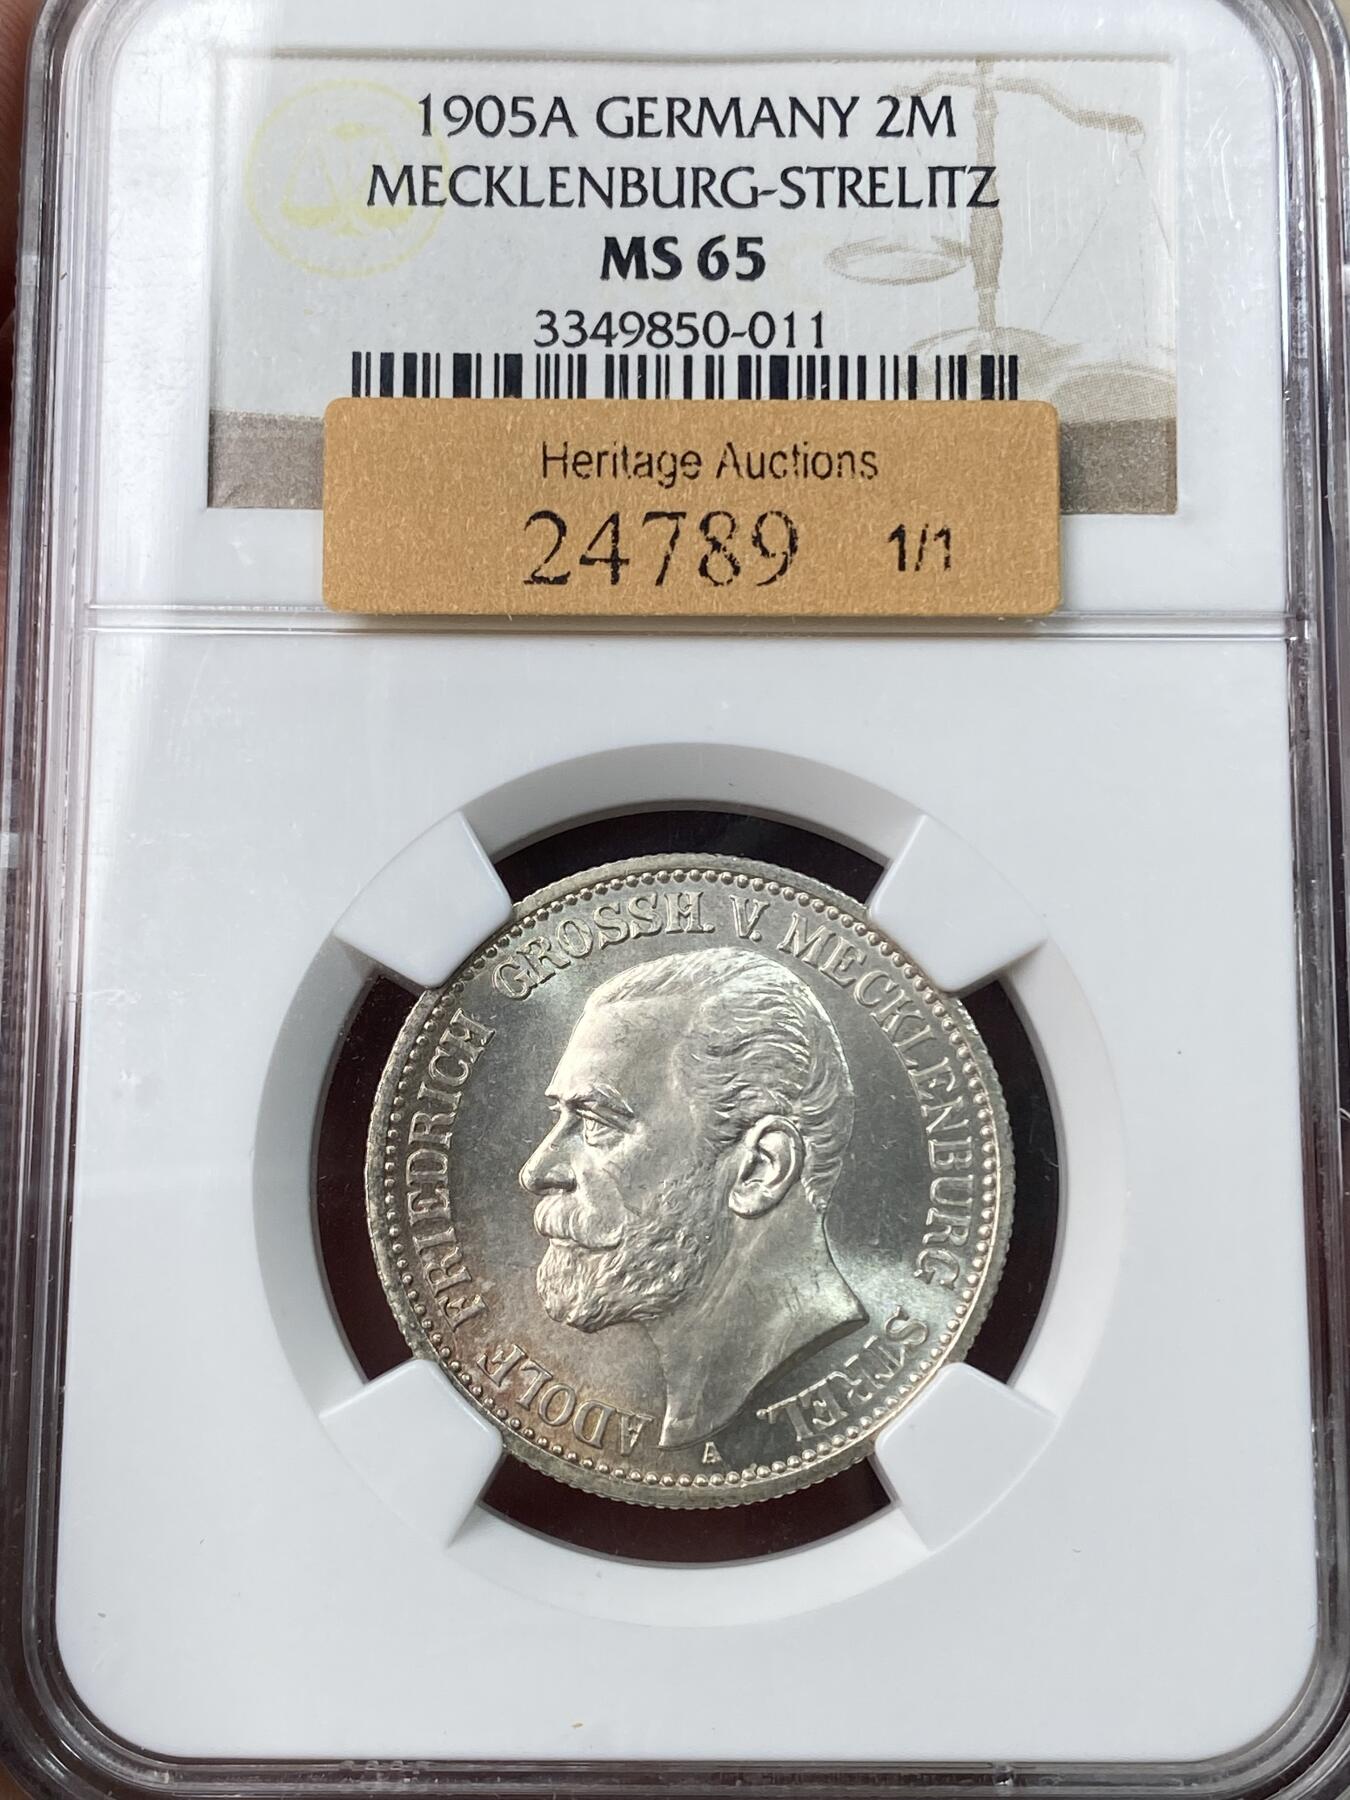 1905A GERMANY 2M
MECKLENBURG-STRELITZ
MS 65
3349850-011
Heritage Auctions
24789 1/1
ADOLF FRIEDRICH GROSSH. V. MECKLENBURG STREL
A